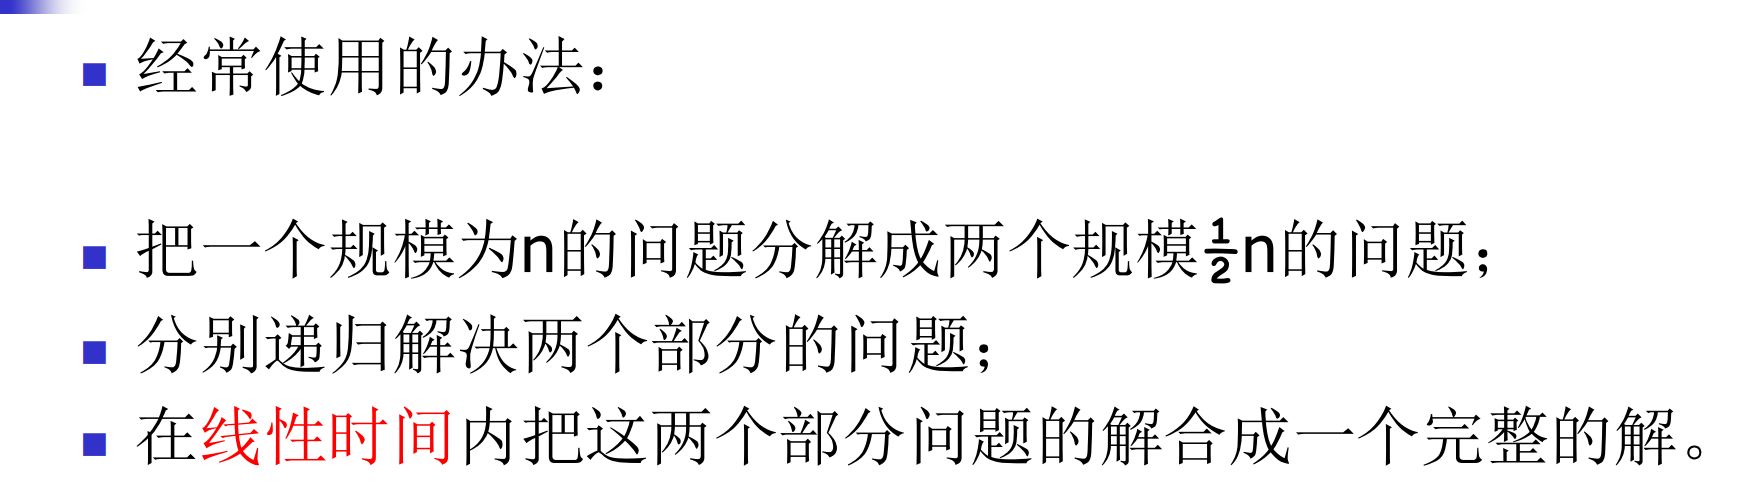 经常使用的办法：
把一个规模为n的问题分解成两个规模½n的问题；
分别递归解决两个部分的问题；
在线性时间内把这两个部分问题的解合成一个完整的解。